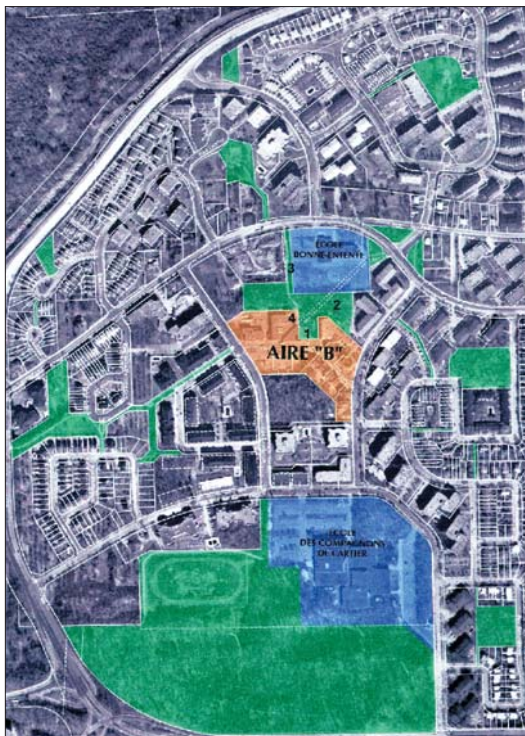 ÉCOLE
BONNE-ENTENTE
3
2
4
1
AIRE "B"
ÉCOLE
DES COMPAGNONS
DE CARTIER